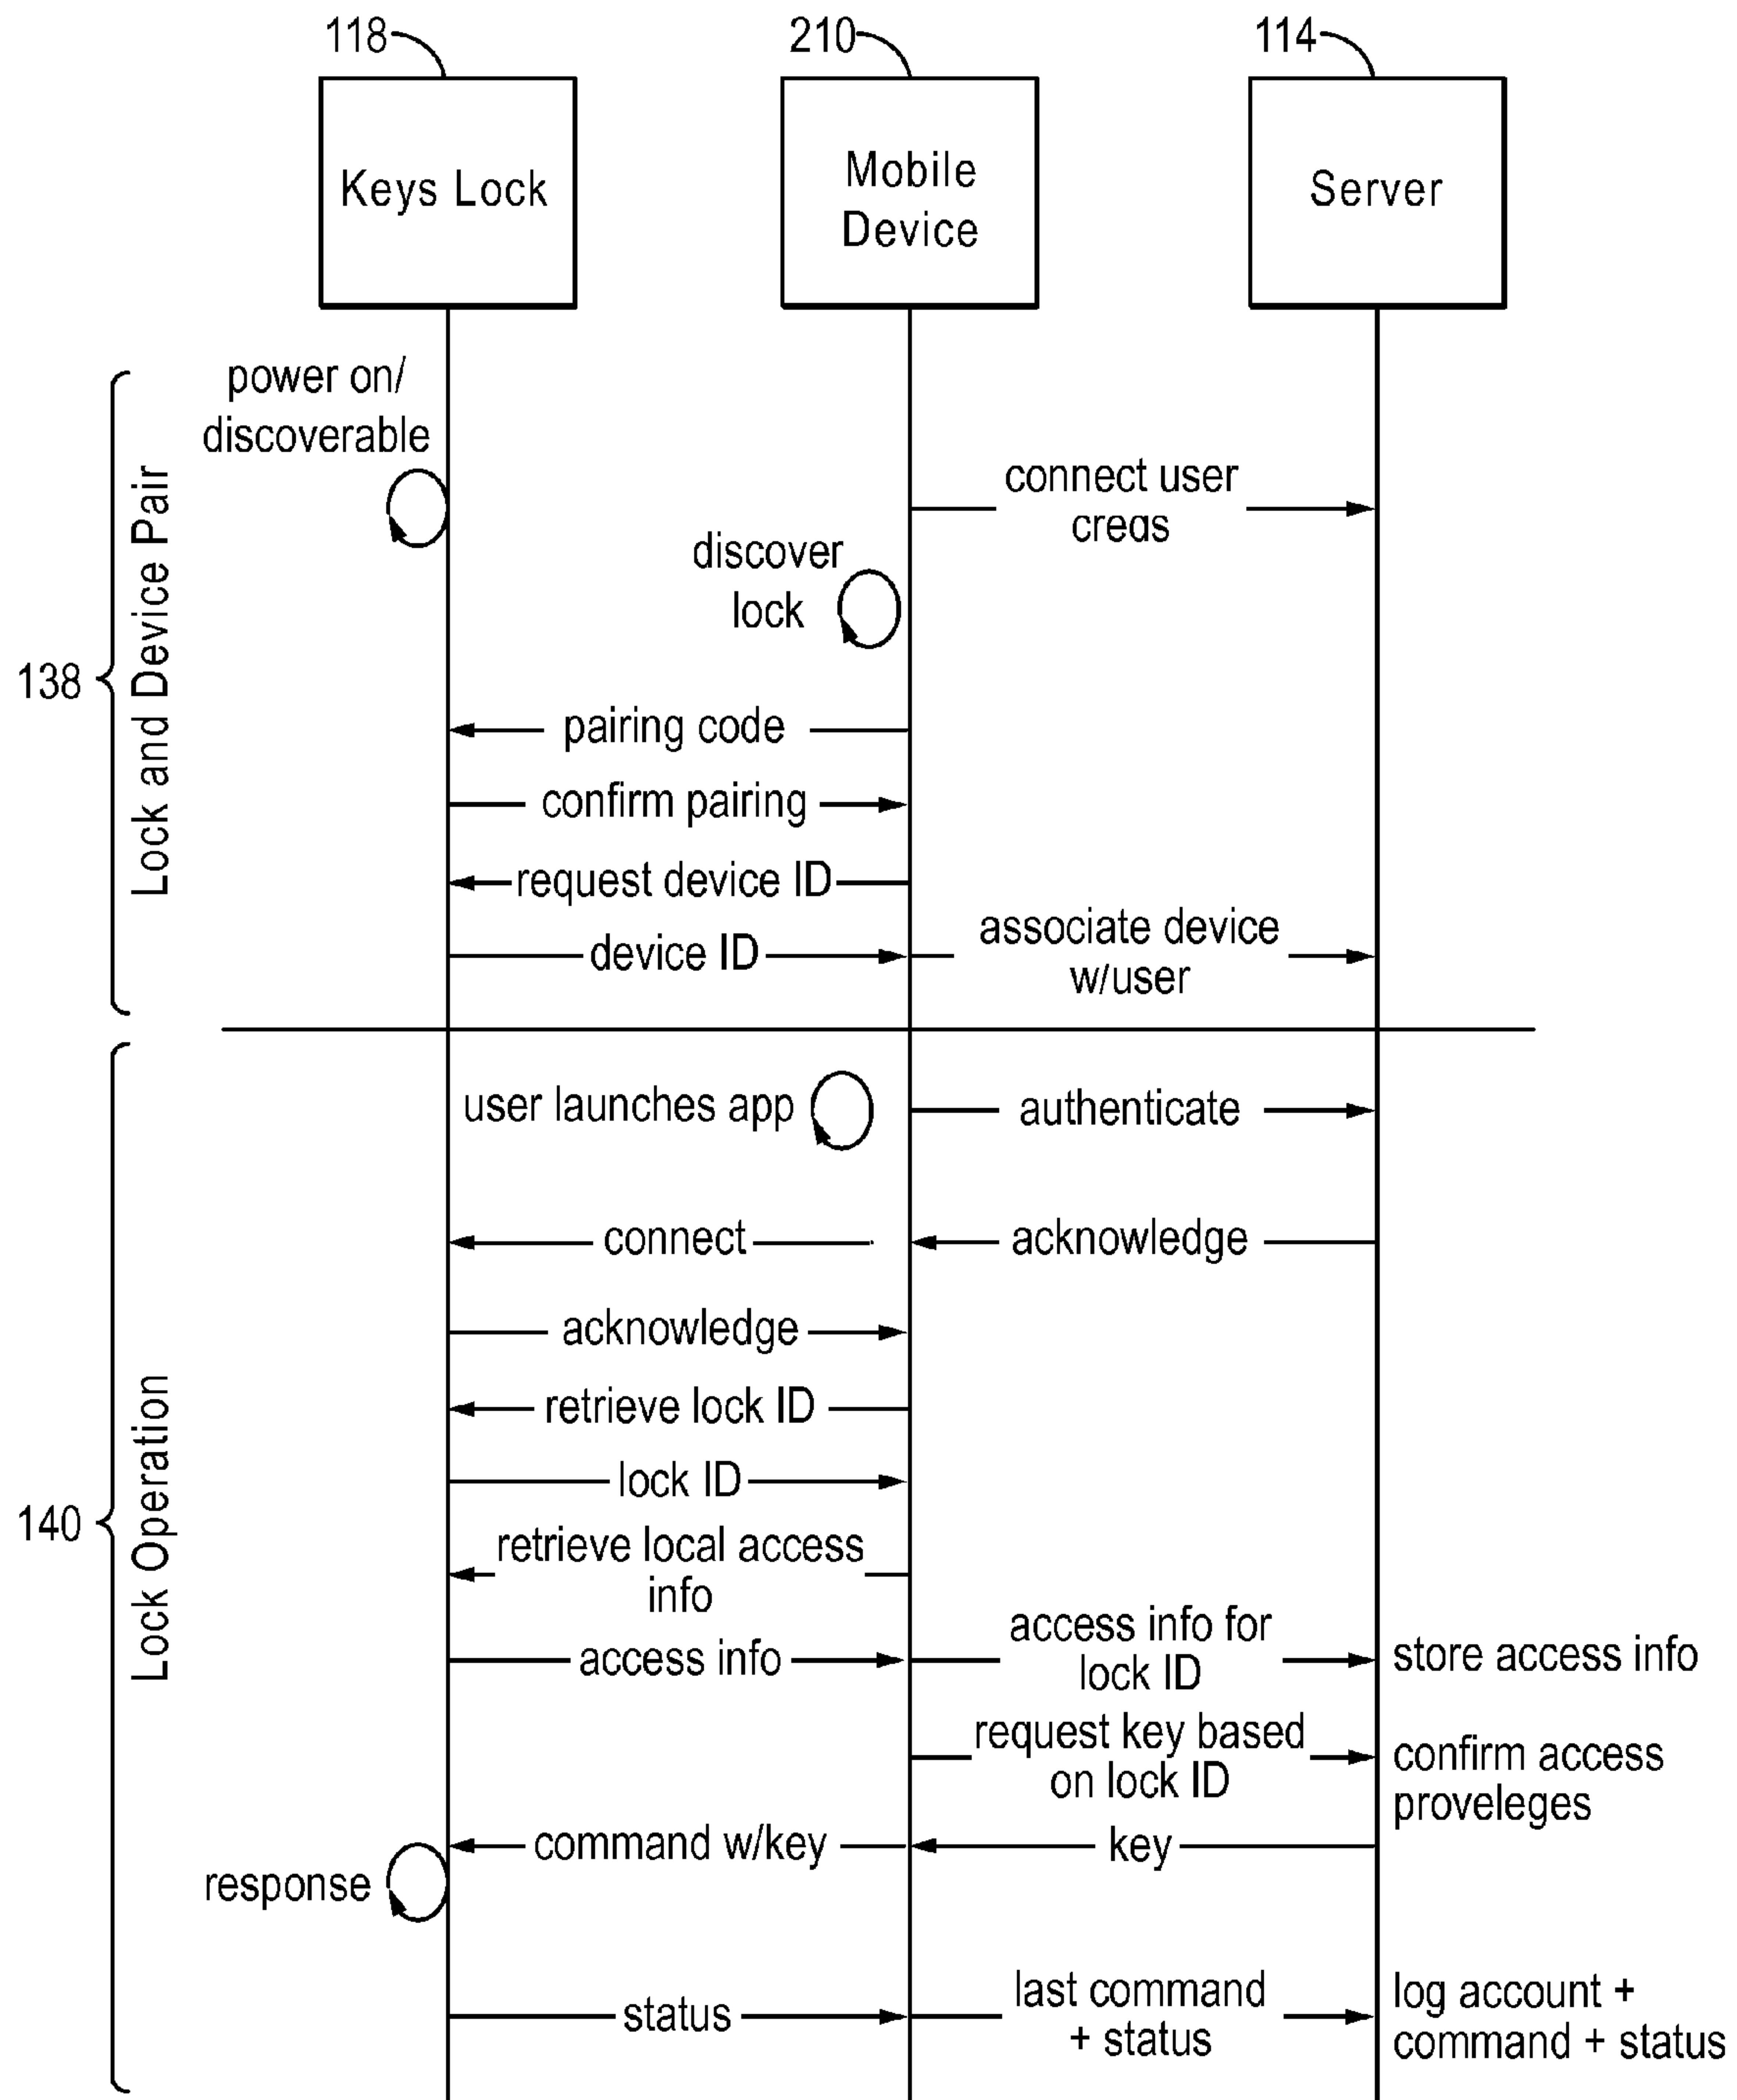 118
210
114
Keys Lock
Mobile
Device
Server
138
Lock and Device Pair
power on/
discoverable
connect user
creds
discover
lock
pairing code
confirm pairing
request device ID
device ID
associate device
w/user
140
Lock Operation
user launches app
authenticate
connect
acknowledge
acknowledge
retrieve lock ID
lock ID
retrieve local access
info
access info
access info for
lock ID
store access info
request key based
on lock ID
confirm access
proveleges
command w/key
key
response
status
last command
+ status
log account +
command + status